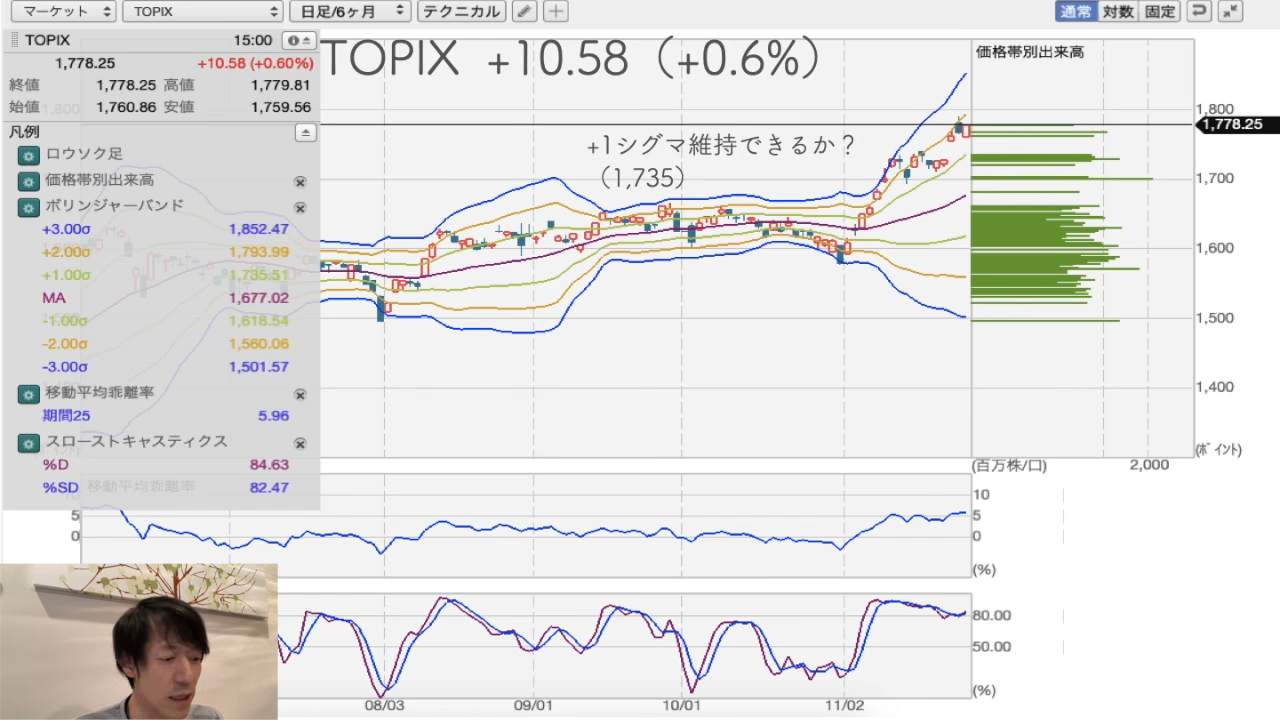 マーケット TOPIX 日足/6ヶ月 テクニカル 通常 対数 固定
TOPIX 15:00
1,778.25 +10.58 (+0.60%)
終値 1,778.25 高値 1,779.81
始値 1,760.86 安値 1,759.56
凡例
ロウソク足
価格帯別出来高
ボリンジャーバンド
+3.00σ 1,852.47
+2.00σ 1,793.99
+1.00σ 1,735.51
MA 1,677.02
-1.00σ 1,618.54
-2.00σ 1,560.06
-3.00σ 1,501.57
移動平均乖離率
期間25 5.96
スローストキャスティクス
%D 84.63
%SD 82.47
移動平均乖離率
TOPIX +10.58（+0.6%）
+1シグマ維持できるか？
（1,735）
価格帯別出来高
1,800
1,778.25
1,700
1,600
1,500
1,400
(ﾎﾟｲﾝﾄ)
(百万株/口) 2,000
10
5
0
5
0
10
(%)
80.00
50.00
(%)
08/03 09/01 10/01 11/02